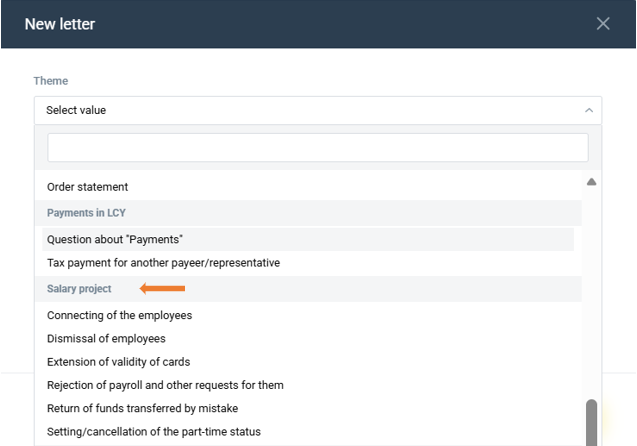 New letter
Theme
Select value
Order statement
Payments in LCY
Question about "Payments"
Tax payment for another payeer/representative
Salary project
Connecting of the employees
Dismissal of employees
Extension of validity of cards
Rejection of payroll and other requests for them
Return of funds transferred by mistake
Setting/cancellation of the part-time status